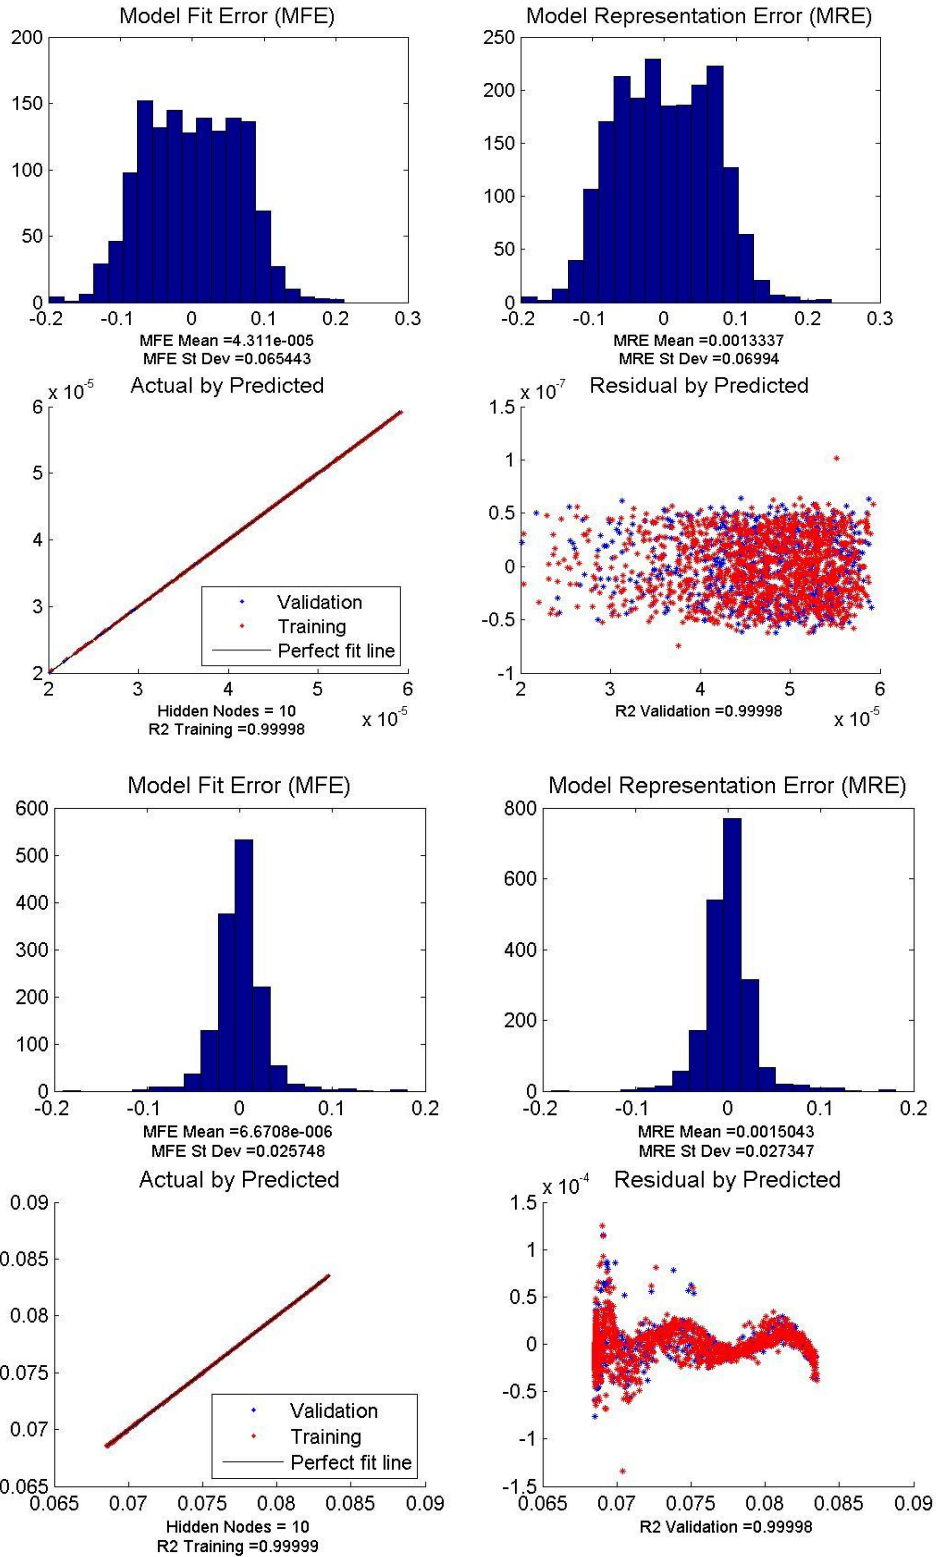 Model Fit Error (MFE)
Model Representation Error (MRE)
200
150
100
50
0
-0.2
-0.1
0
0.1
0.2
0.3
MFE Mean =4.311e-005
MFE St Dev =0.065443
250
200
150
100
50
0
-0.2
-0.1
0
0.1
0.2
0.3
MRE Mean =0.0013337
MRE St Dev =0.06994
x 10-5
Actual by Predicted
6
5
4
3
2
2
3
4
5
6
x 10-5
Validation
Training
Perfect fit line
Hidden Nodes = 10
R2 Training =0.99998
x 10-7
Residual by Predicted
1.5
1
0.5
0
-0.5
-1
2
3
4
5
6
x 10-5
R2 Validation =0.99998
Model Fit Error (MFE)
Model Representation Error (MRE)
600
500
400
300
200
100
0
-0.2
-0.1
0
0.1
0.2
MFE Mean =6.6708e-006
MFE St Dev =0.025748
800
600
400
200
0
-0.2
-0.1
0
0.1
0.2
MRE Mean =0.0015043
MRE St Dev =0.027347
Actual by Predicted
0.09
0.085
0.08
0.075
0.07
0.065
0.065
0.07
0.075
0.08
0.085
0.09
Validation
Training
Perfect fit line
Hidden Nodes = 10
R2 Training =0.99999
x 10-4
Residual by Predicted
1.5
1
0.5
0
-0.5
-1
-1.5
0.065
0.07
0.075
0.08
0.085
0.09
R2 Validation =0.99998